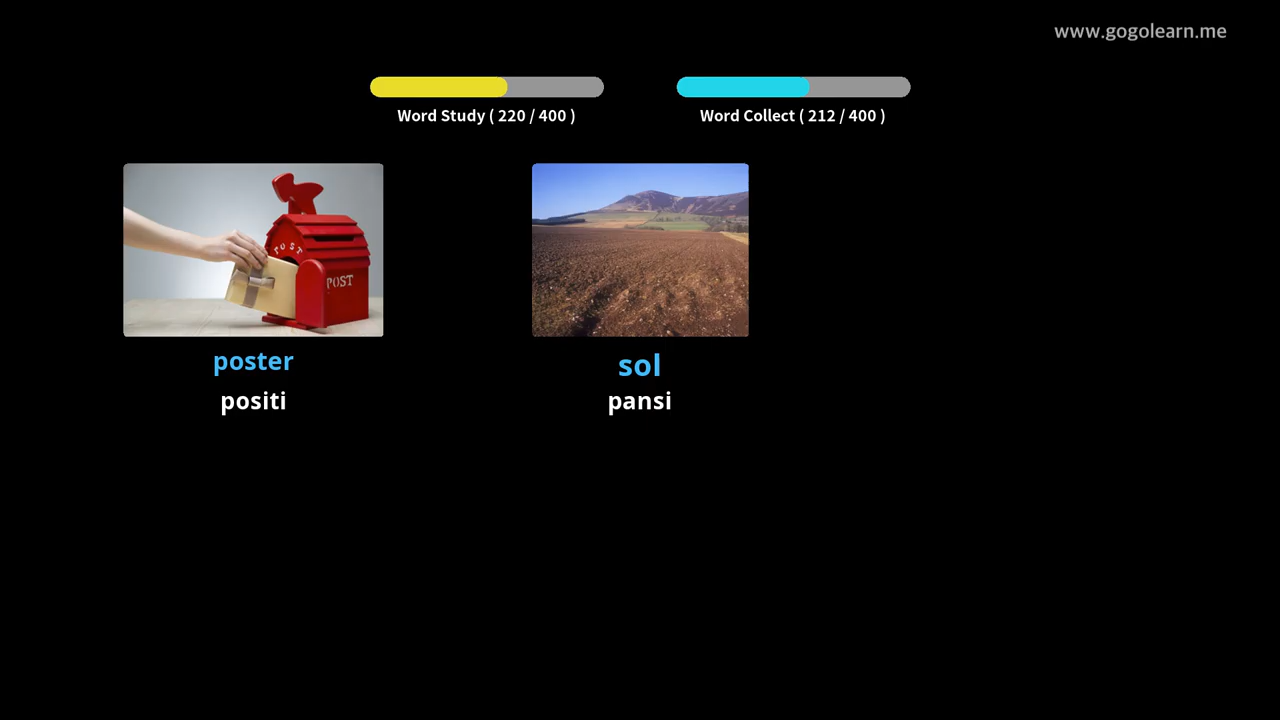 www.gogolearn.me
Word Study ( 220 / 400 )
Word Collect ( 212 / 400 )
POST
POST
poster
positi
sol
pansi